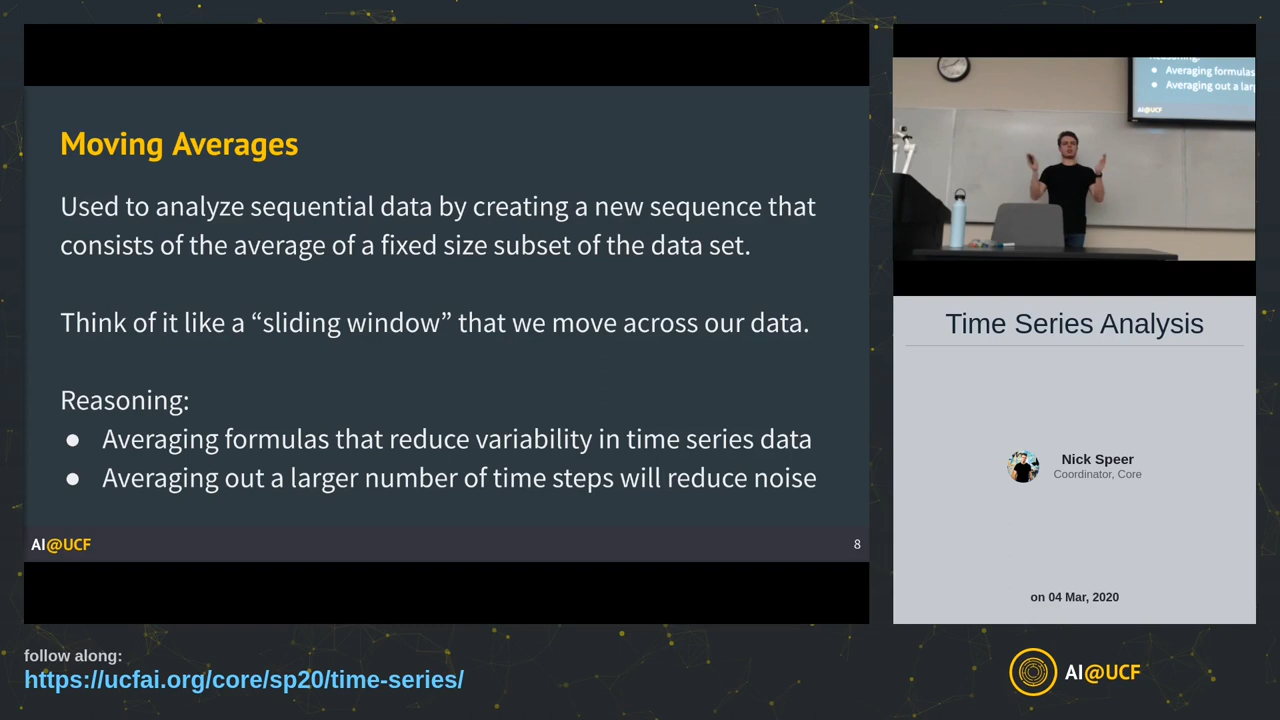 Moving Averages
Used to analyze sequential data by creating a new sequence that
consists of the average of a fixed size subset of the data set.
Think of it like a “sliding window” that we move across our data.
Reasoning:
● Averaging formulas that reduce variability in time series data
● Averaging out a larger number of time steps will reduce noise
AI@UCF
8
Reasoning:
● Averaging formulas
● Averaging out a
AI@UCF
Time Series Analysis
Nick Speer
Coordinator, Core
on 04 Mar, 2020
follow along:
https://ucfai.org/core/sp20/time-series/
AI@UCF